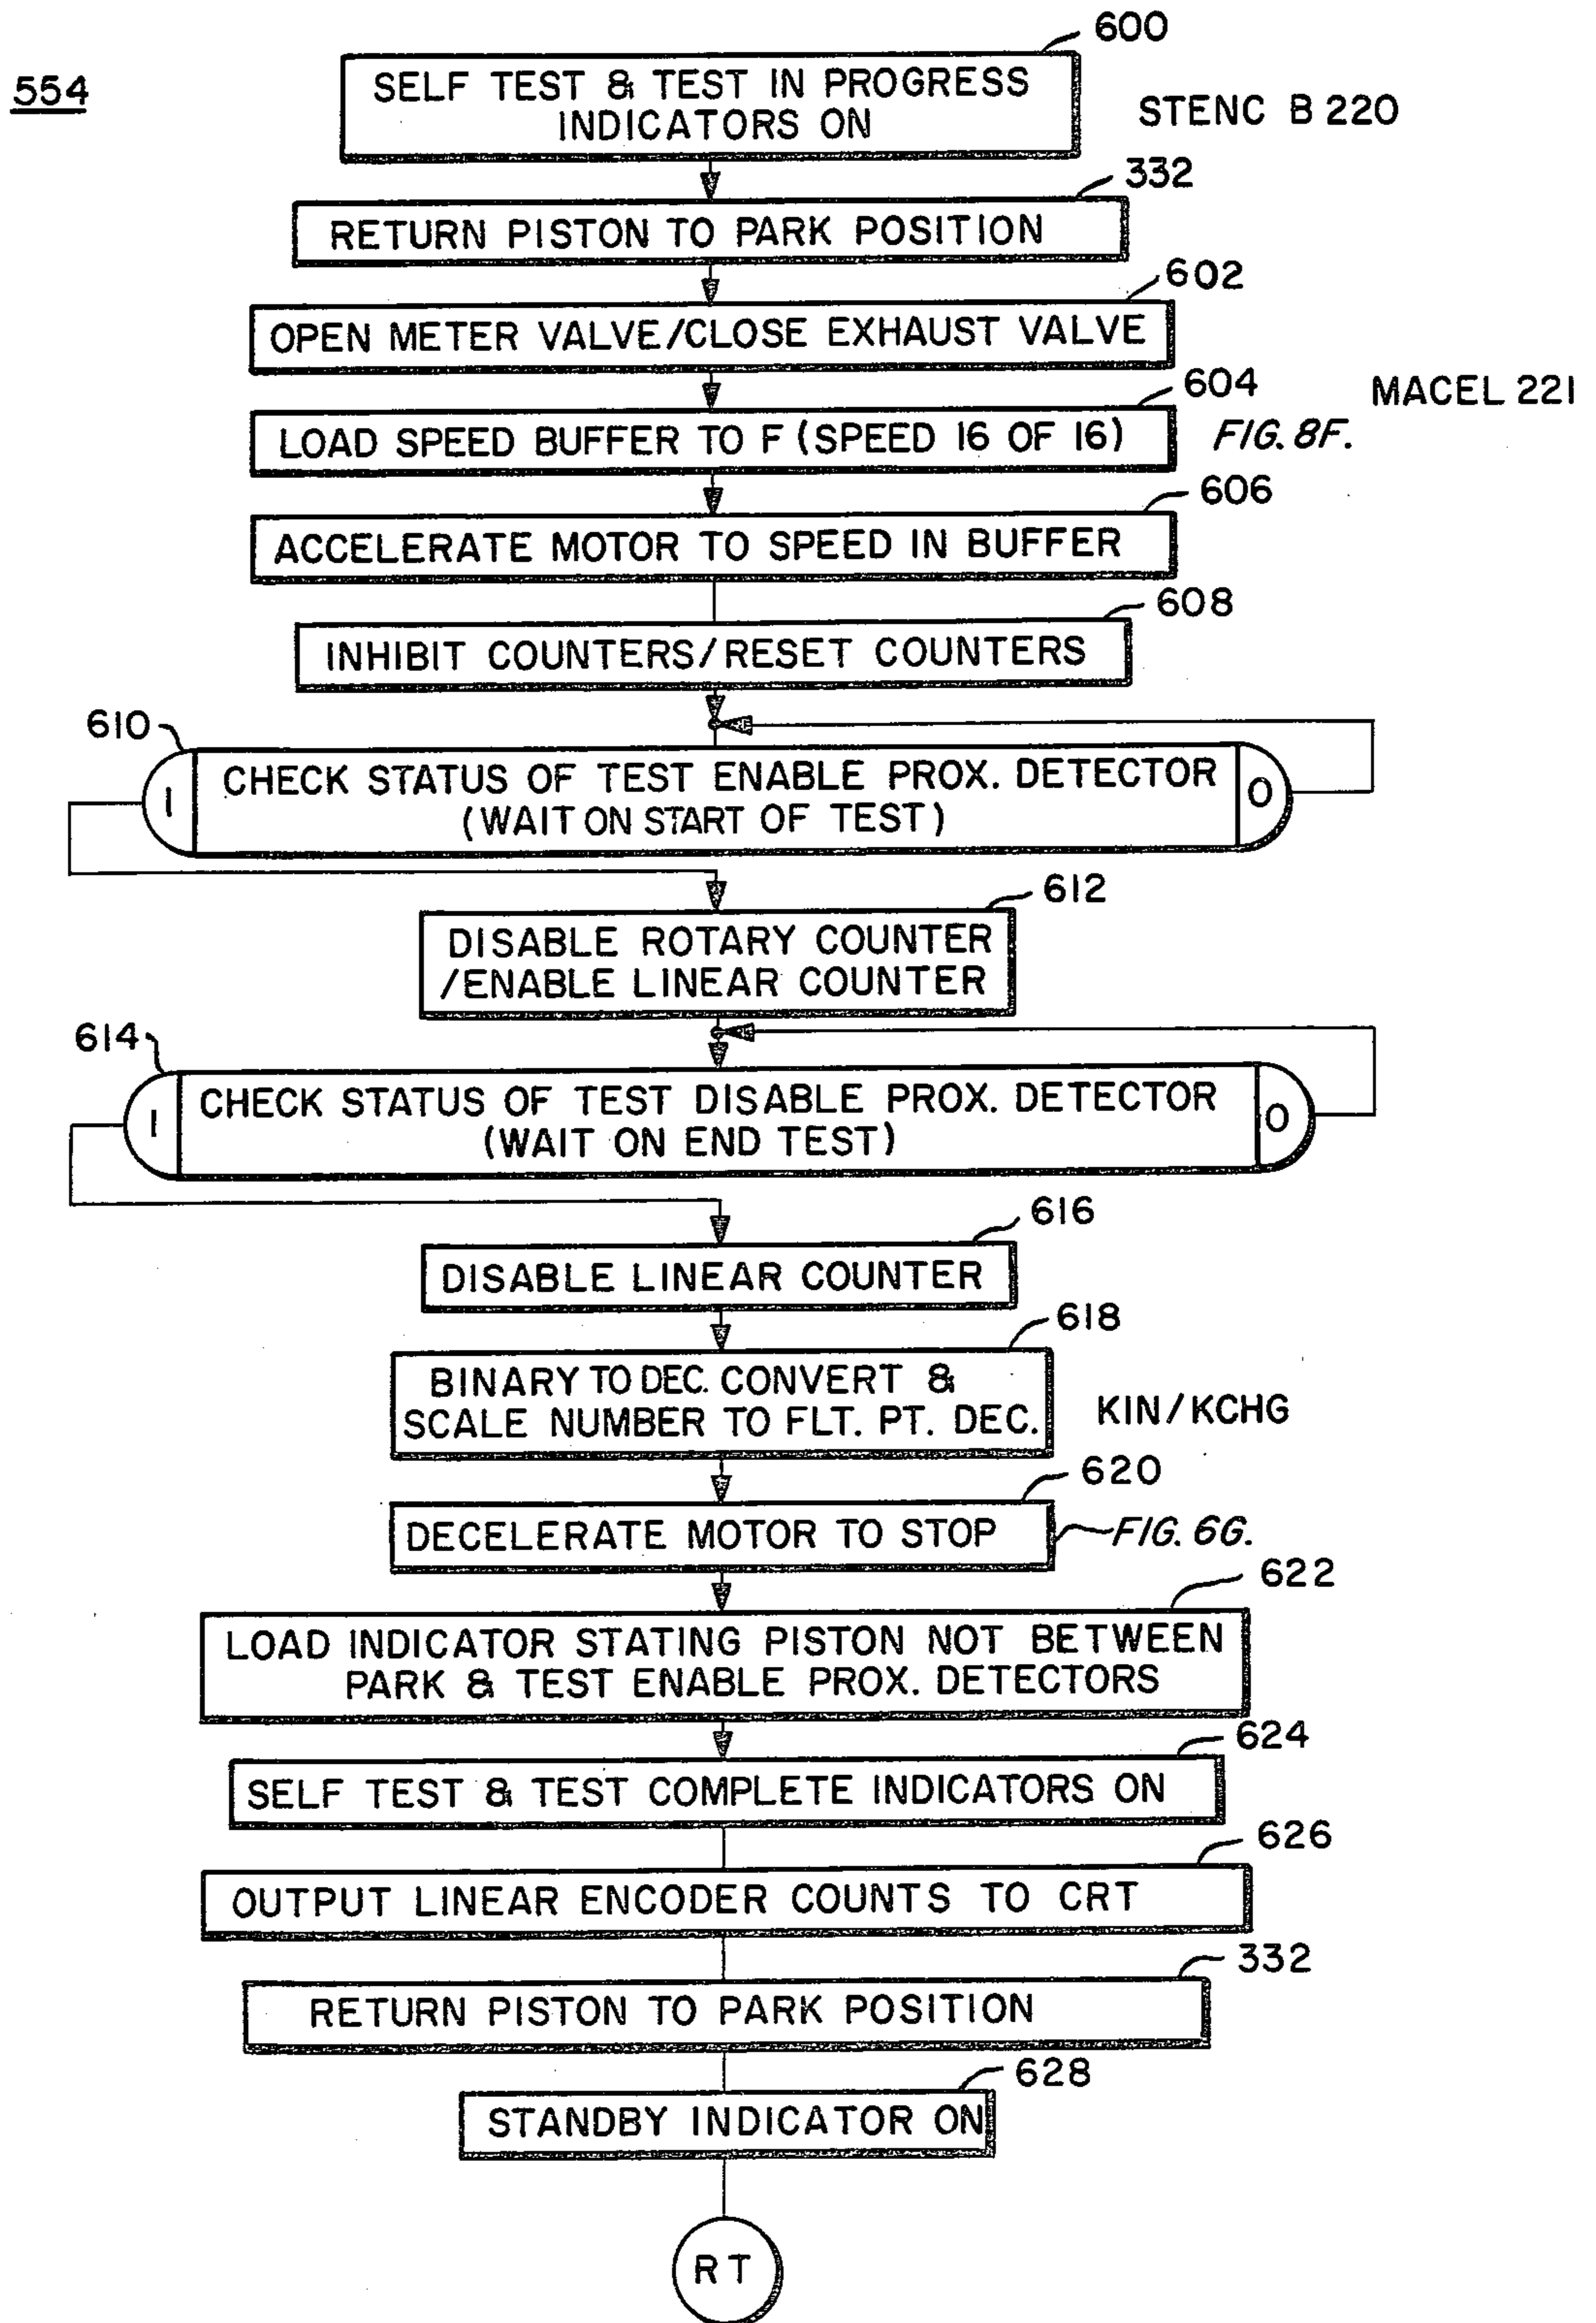 554
600
SELF TEST & TEST IN PROGRESS
INDICATORS ON
STENC B 220
332
RETURN PISTON TO PARK POSITION
602
OPEN METER VALVE/CLOSE EXHAUST VALVE
604
MACEL 221
LOAD SPEED BUFFER TO F (SPEED 16 OF 16)
FIG. 8F.
606
ACCELERATE MOTOR TO SPEED IN BUFFER
608
INHIBIT COUNTERS/RESET COUNTERS
610
1
CHECK STATUS OF TEST ENABLE PROX. DETECTOR
(WAIT ON START OF TEST)
0
612
DISABLE ROTARY COUNTER
/ENABLE LINEAR COUNTER
614
1
CHECK STATUS OF TEST DISABLE PROX. DETECTOR
(WAIT ON END TEST)
0
616
DISABLE LINEAR COUNTER
618
BINARY TO DEC. CONVERT &
SCALE NUMBER TO FLT. PT. DEC.
KIN/KCHG
620
DECELERATE MOTOR TO STOP
FIG. 6G.
622
LOAD INDICATOR STATING PISTON NOT BETWEEN
PARK & TEST ENABLE PROX. DETECTORS
624
SELF TEST & TEST COMPLETE INDICATORS ON
626
OUTPUT LINEAR ENCODER COUNTS TO CRT
332
RETURN PISTON TO PARK POSITION
628
STANDBY INDICATOR ON
RT